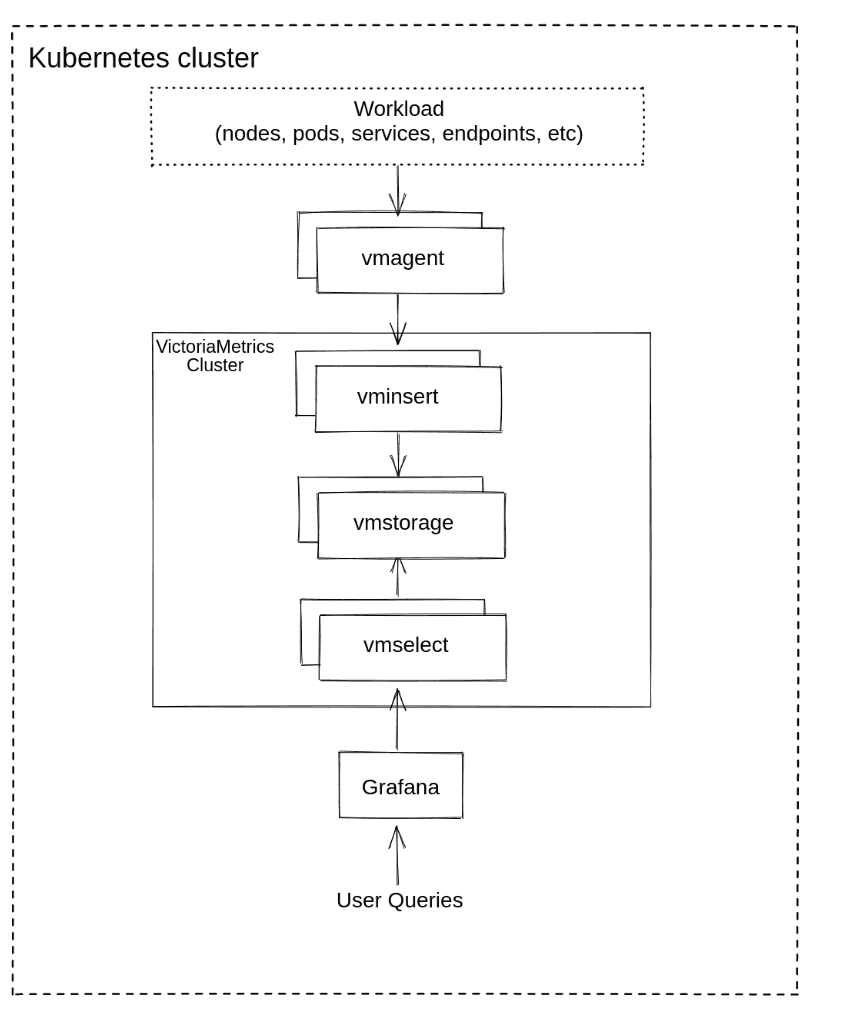 Kubernetes cluster
Workload
(nodes, pods, services, endpoints, etc)
vmagent
VictoriaMetrics
Cluster
vminsert
vmstorage
vmselect
Grafana
User Queries